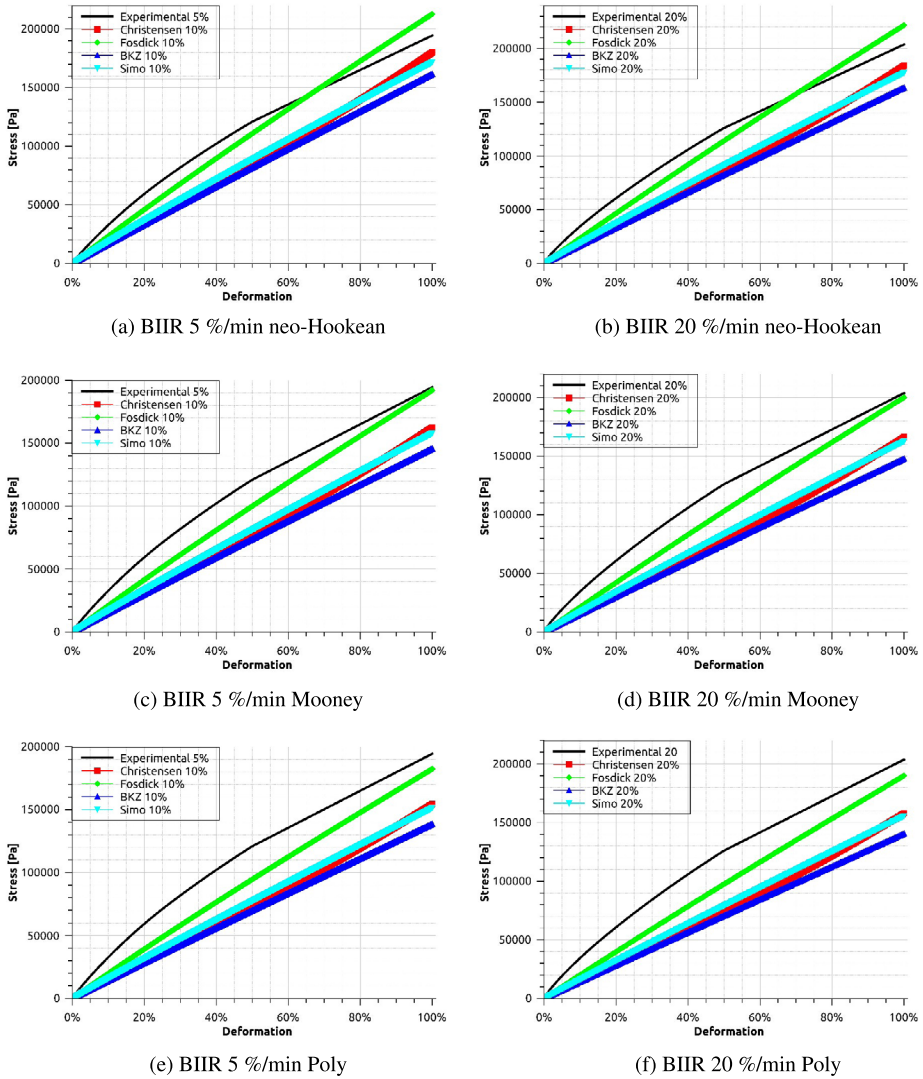 Experimental 5%
Christensen 10%
Fosdick 10%
BKZ 10%
Simo 10%
200000
150000
100000
50000
0
Stress [Pa]
0% 20% 40% 60% 80% 100%
Deformation
(a) BIIR 5 %/min neo-Hookean
Experimental 20%
Christensen 20%
Fosdick 20%
BKZ 20%
Simo 20%
200000
150000
100000
50000
0
Stress [Pa]
0% 20% 40% 60% 80% 100%
Deformation
(b) BIIR 20 %/min neo-Hookean
Experimental 5%
Christensen 10%
Fosdick 10%
BKZ 10%
Simo 10%
200000
150000
100000
50000
0
Stress [Pa]
0% 20% 40% 60% 80% 100%
Deformation
(c) BIIR 5 %/min Mooney
Experimental 20%
Christensen 20%
Fosdick 20%
BKZ 20%
Simo 20%
200000
150000
100000
50000
0
Stress [Pa]
0% 20% 40% 60% 80% 100%
Deformation
(d) BIIR 20 %/min Mooney
Experimental 5%
Christensen 10%
Fosdick 10%
BKZ 10%
Simo 10%
200000
150000
100000
50000
0
Stress [Pa]
0% 20% 40% 60% 80% 100%
Deformation
(e) BIIR 5 %/min Poly
Experimental 20
Christensen 20%
Fosdick 20%
BKZ 20%
Simo 20%
200000
150000
100000
50000
0
Stress [Pa]
0% 20% 40% 60% 80% 100%
Deformation
(f) BIIR 20 %/min Poly